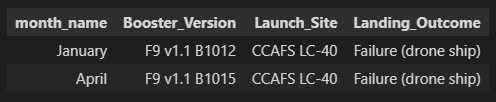 month_name Booster_Version Launch_Site Landing_Outcome
January F9 v1.1 B1012 CCAFS LC-40 Failure (drone ship)
April F9 v1.1 B1015 CCAFS LC-40 Failure (drone ship)